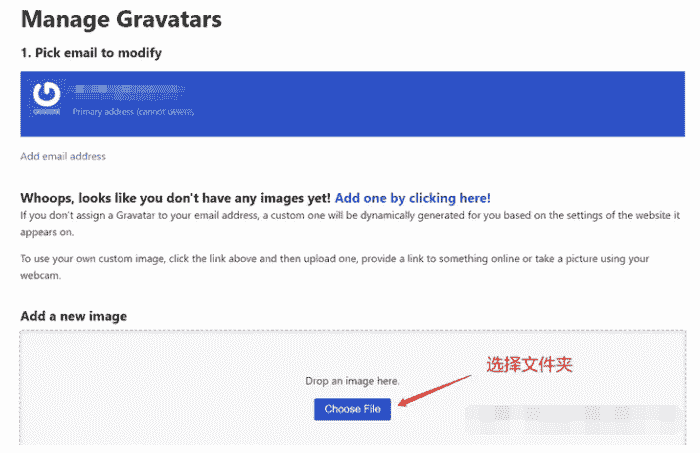 Manage Gravatars
1. Pick email to modify
Primary address (cannot
Add email address
Whoops, looks like you don't have any images yet! Add one by clicking here!
If you don't assign a Gravatar to your email address, a custom one will be dynamically generated for you based on the settings of the website it
appears on.
To use your own custom image, click the link above and then upload one, provide a link to something online or take a picture using your
webcam.
Add a new image
选择文件夹
Drop an image here.
Choose File